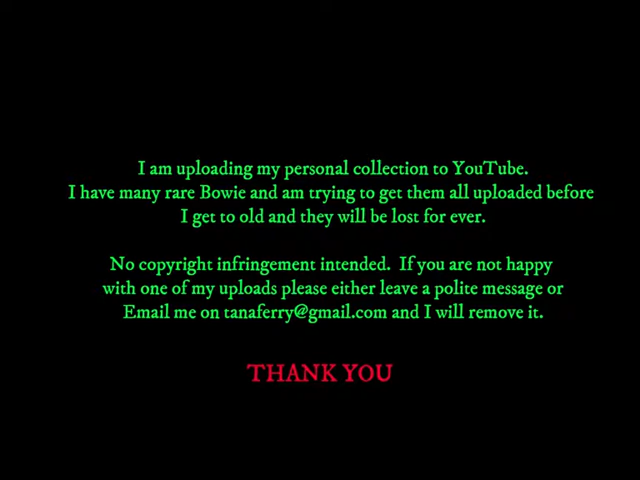 I am uploading my personal collection to YouTube.
I have many rare Bowie and am trying to get them all uploaded before
I get to old and they will be lost for ever.
No copyright infringement intended.  If you are not happy
with one of my uploads please either leave a polite message or
Email me on tanaferry@gmail.com and I will remove it.
THANK YOU